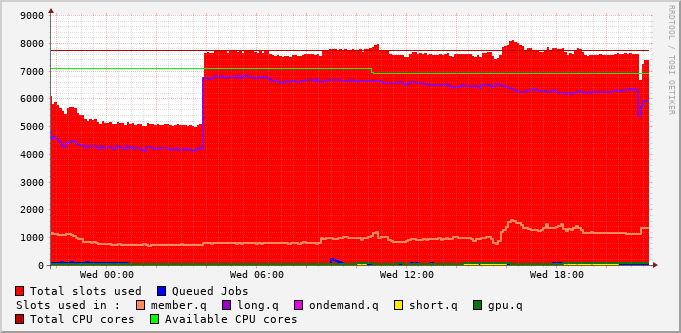 RRDTOOL / TOBI OETIKER
9000
8000
7000
6000
5000
4000
3000
2000
1000
0
Wed 00:00 Wed 06:00 Wed 12:00 Wed 18:00
Total slots used Queued Jobs
Slots used in : member.q long.q ondemand.q short.q gpu.q
Total CPU cores Available CPU cores